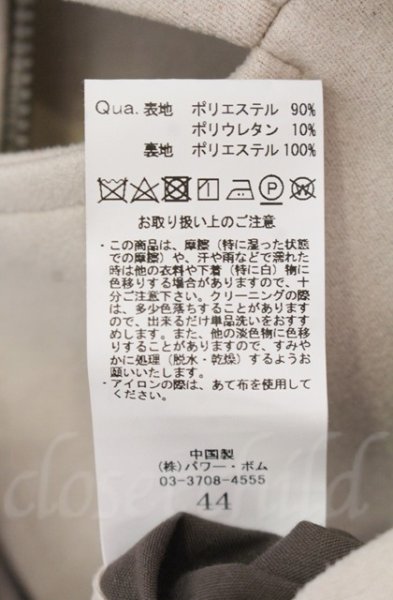 Qua. 表地 ポリエステル 90%
ポリウレタン 10%
裏地 ポリエステル 100%
お取り扱い上のご注意
・この商品は、摩擦（特に湿った状態
での摩擦）や、汗や雨などで濡れた
時は他の衣料や下着（特に白）物に
色移りする場合がありますので、十
分ご注意下さい。クリーニングの際
は、多少色落ちすることがあります
ので、出来るだけ単品洗いをおすす
めします。また、他の淡色物に色移
りすることがありますので、すみや
かに処理（脱水・乾燥）するようお
願いいたします。
・アイロンの際は、あて布を使用して
ください。
中国製
（株）パワー・ボム
03-3708-4555
44
closet child